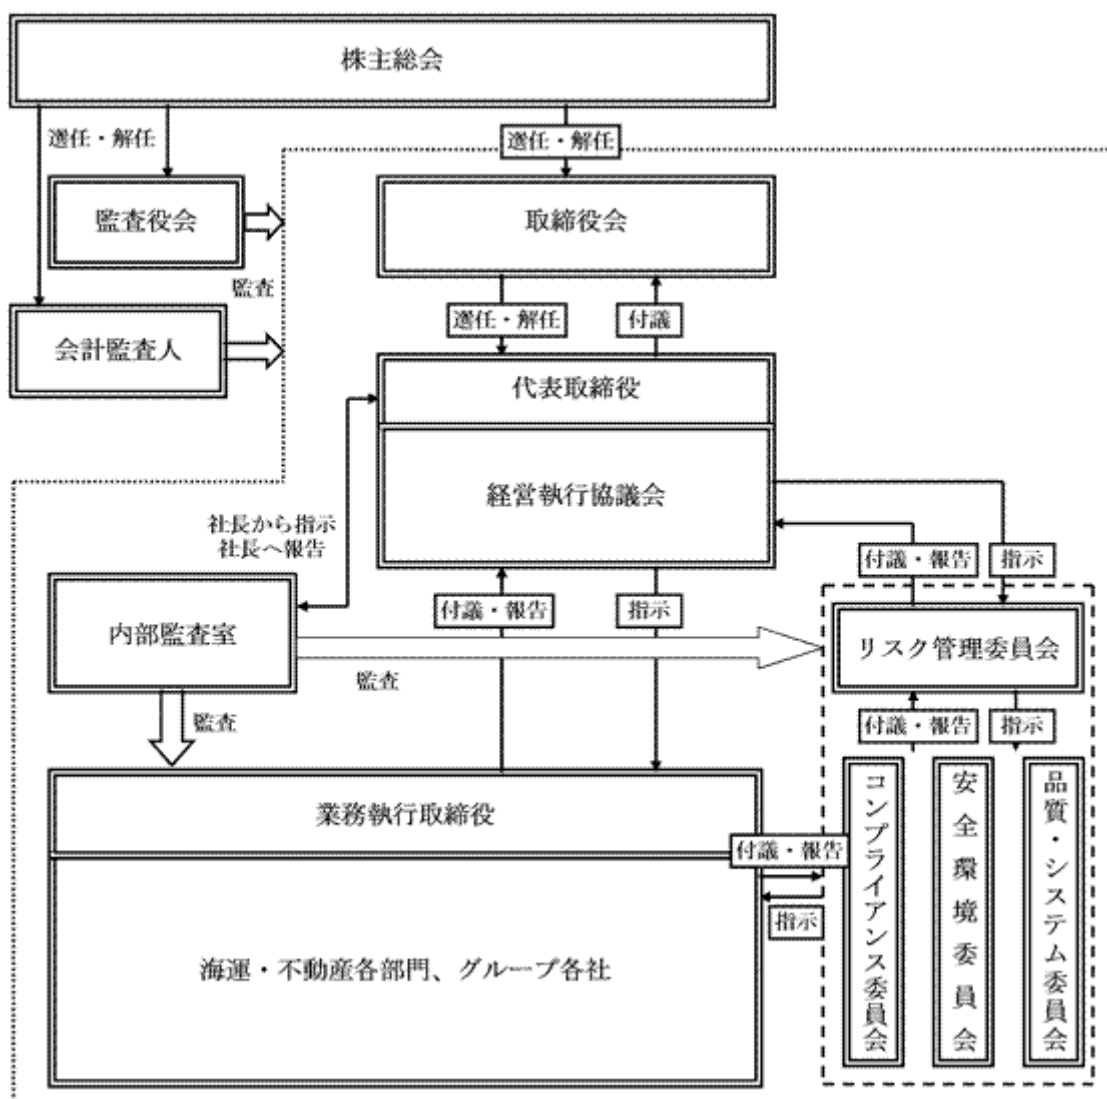 株主総会
選任・解任
選任・解任
監査役会
取締役会
監査
選任・解任
付議
会計監査人
代表取締役
経営執行協議会
社長から指示
社長へ報告
付議・報告
指示
付議・報告
指示
内部監査室
リスク管理委員会
監査
監査
付議・報告
指示
業務執行取締役
付議・報告
指示
海運・不動産各部門、グループ各社
コンプライアンス委員会
安全環境委員会
品質・システム委員会